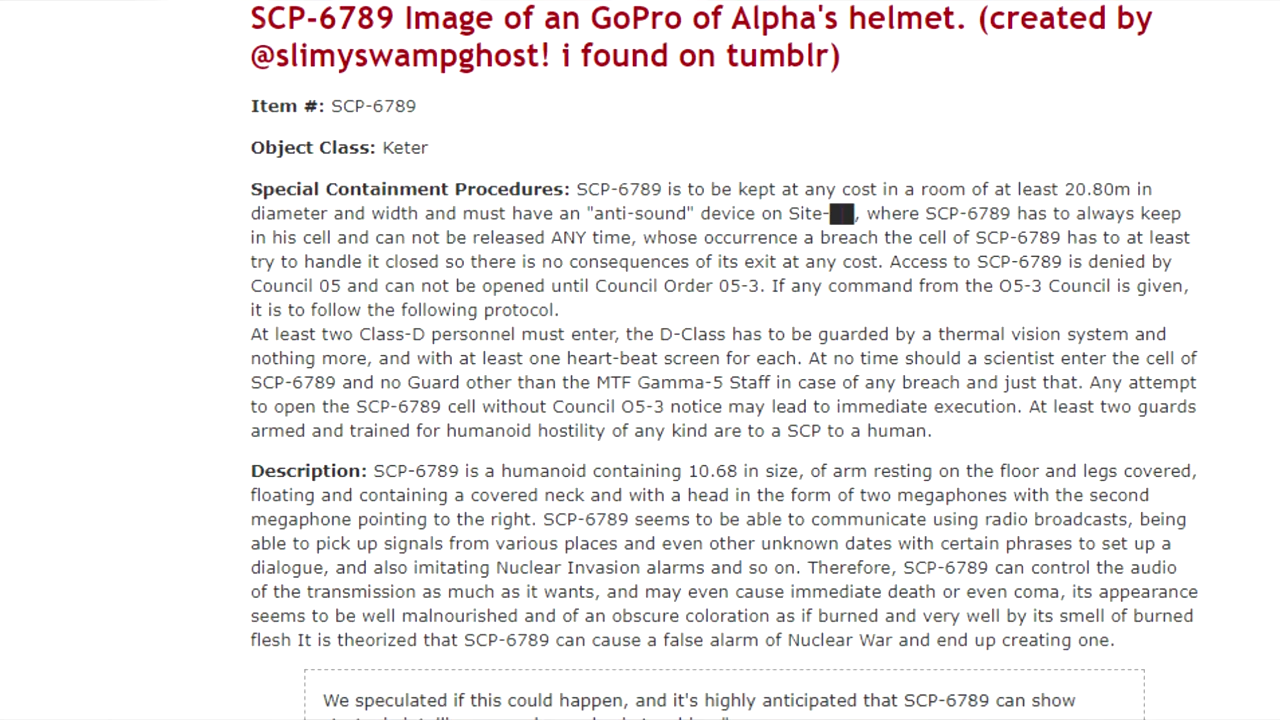 SCP-6789 Image of an GoPro of Alpha's helmet. (created by
@slimyswampghost! i found on tumblr)
Item #: SCP-6789
Object Class: Keter
Special Containment Procedures: SCP-6789 is to be kept at any cost in a room of at least 20.80m in
diameter and width and must have an "anti-sound" device on Site-██, where SCP-6789 has to always keep
in his cell and can not be released ANY time, whose occurrence a breach the cell of SCP-6789 has to at least
try to handle it closed so there is no consequences of its exit at any cost. Access to SCP-6789 is denied by
Council 05 and can not be opened until Council Order 05-3. If any command from the O5-3 Council is given,
it is to follow the following protocol.
At least two Class-D personnel must enter, the D-Class has to be guarded by a thermal vision system and
nothing more, and with at least one heart-beat screen for each. At no time should a scientist enter the cell of
SCP-6789 and no Guard other than the MTF Gamma-5 Staff in case of any breach and just that. Any attempt
to open the SCP-6789 cell without Council O5-3 notice may lead to immediate execution. At least two guards
armed and trained for humanoid hostility of any kind are to a SCP to a human.
Description: SCP-6789 is a humanoid containing 10.68 in size, of arm resting on the floor and legs covered,
floating and containing a covered neck and with a head in the form of two megaphones with the second
megaphone pointing to the right. SCP-6789 seems to be able to communicate using radio broadcasts, being
able to pick up signals from various places and even other unknown dates with certain phrases to set up a
dialogue, and also imitating Nuclear Invasion alarms and so on. Therefore, SCP-6789 can control the audio
of the transmission as much as it wants, and may even cause immediate death or even coma, its appearance
seems to be well malnourished and of an obscure coloration as if burned and very well by its smell of burned
flesh It is theorized that SCP-6789 can cause a false alarm of Nuclear War and end up creating one.
We speculated if this could happen, and it's highly anticipated that SCP-6789 can show